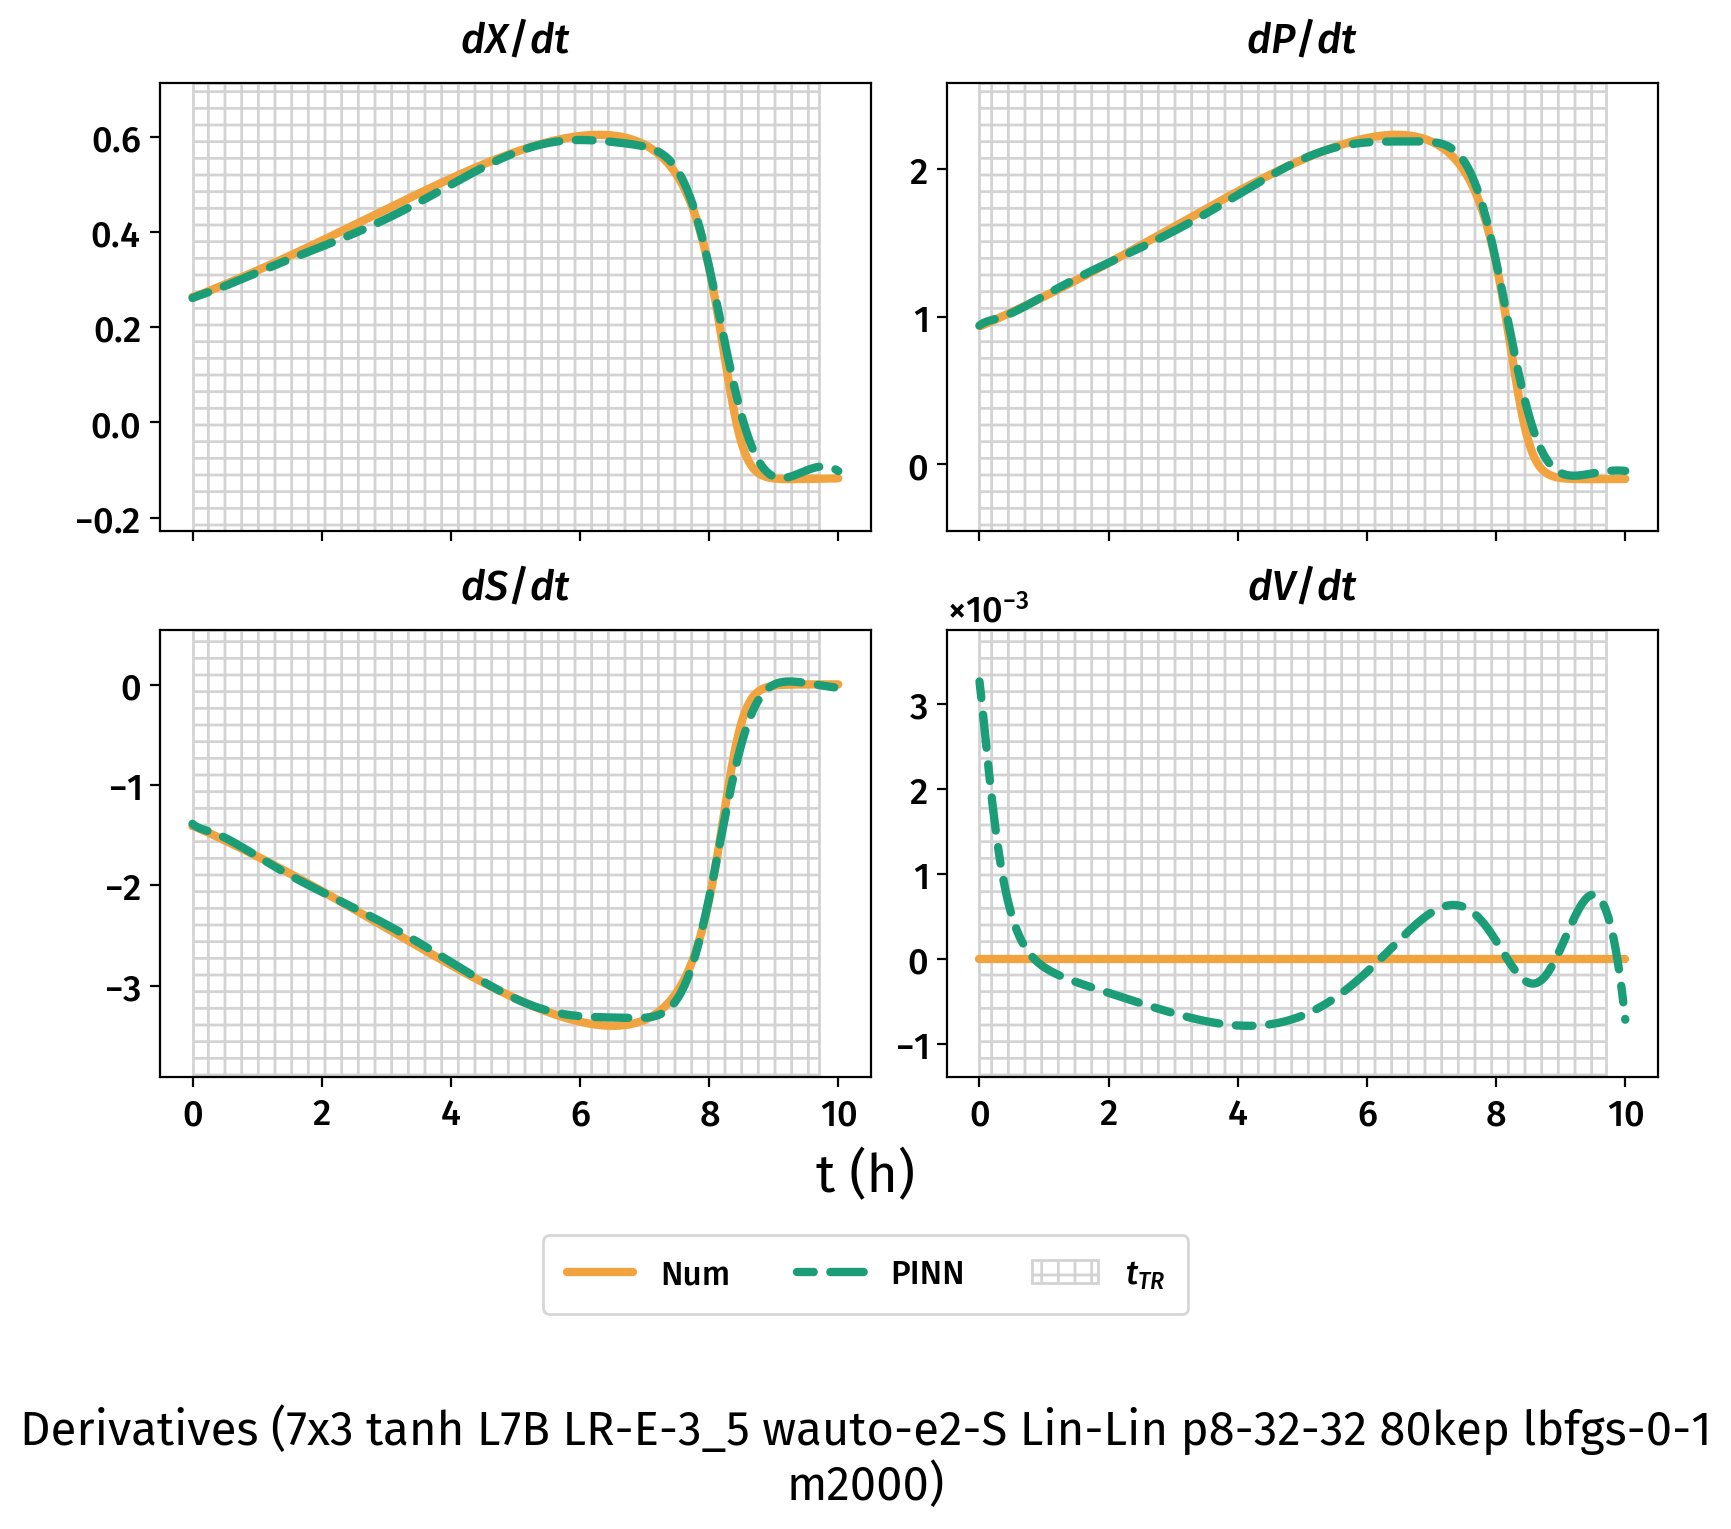 dX/dt
dP/dt
0.6
0.4
0.2
0.0
−0.2
2
1
0
dS/dt
dV/dt
×10⁻³
0
−1
−2
−3
3
2
1
0
−1
0 2 4 6 8 10
0 2 4 6 8 10
t (h)
Num PINN t_TR
Derivatives (7x3 tanh L7B LR-E-3_5 wauto-e2-S Lin-Lin p8-32-32 80kep lbfgs-0-1
m2000)